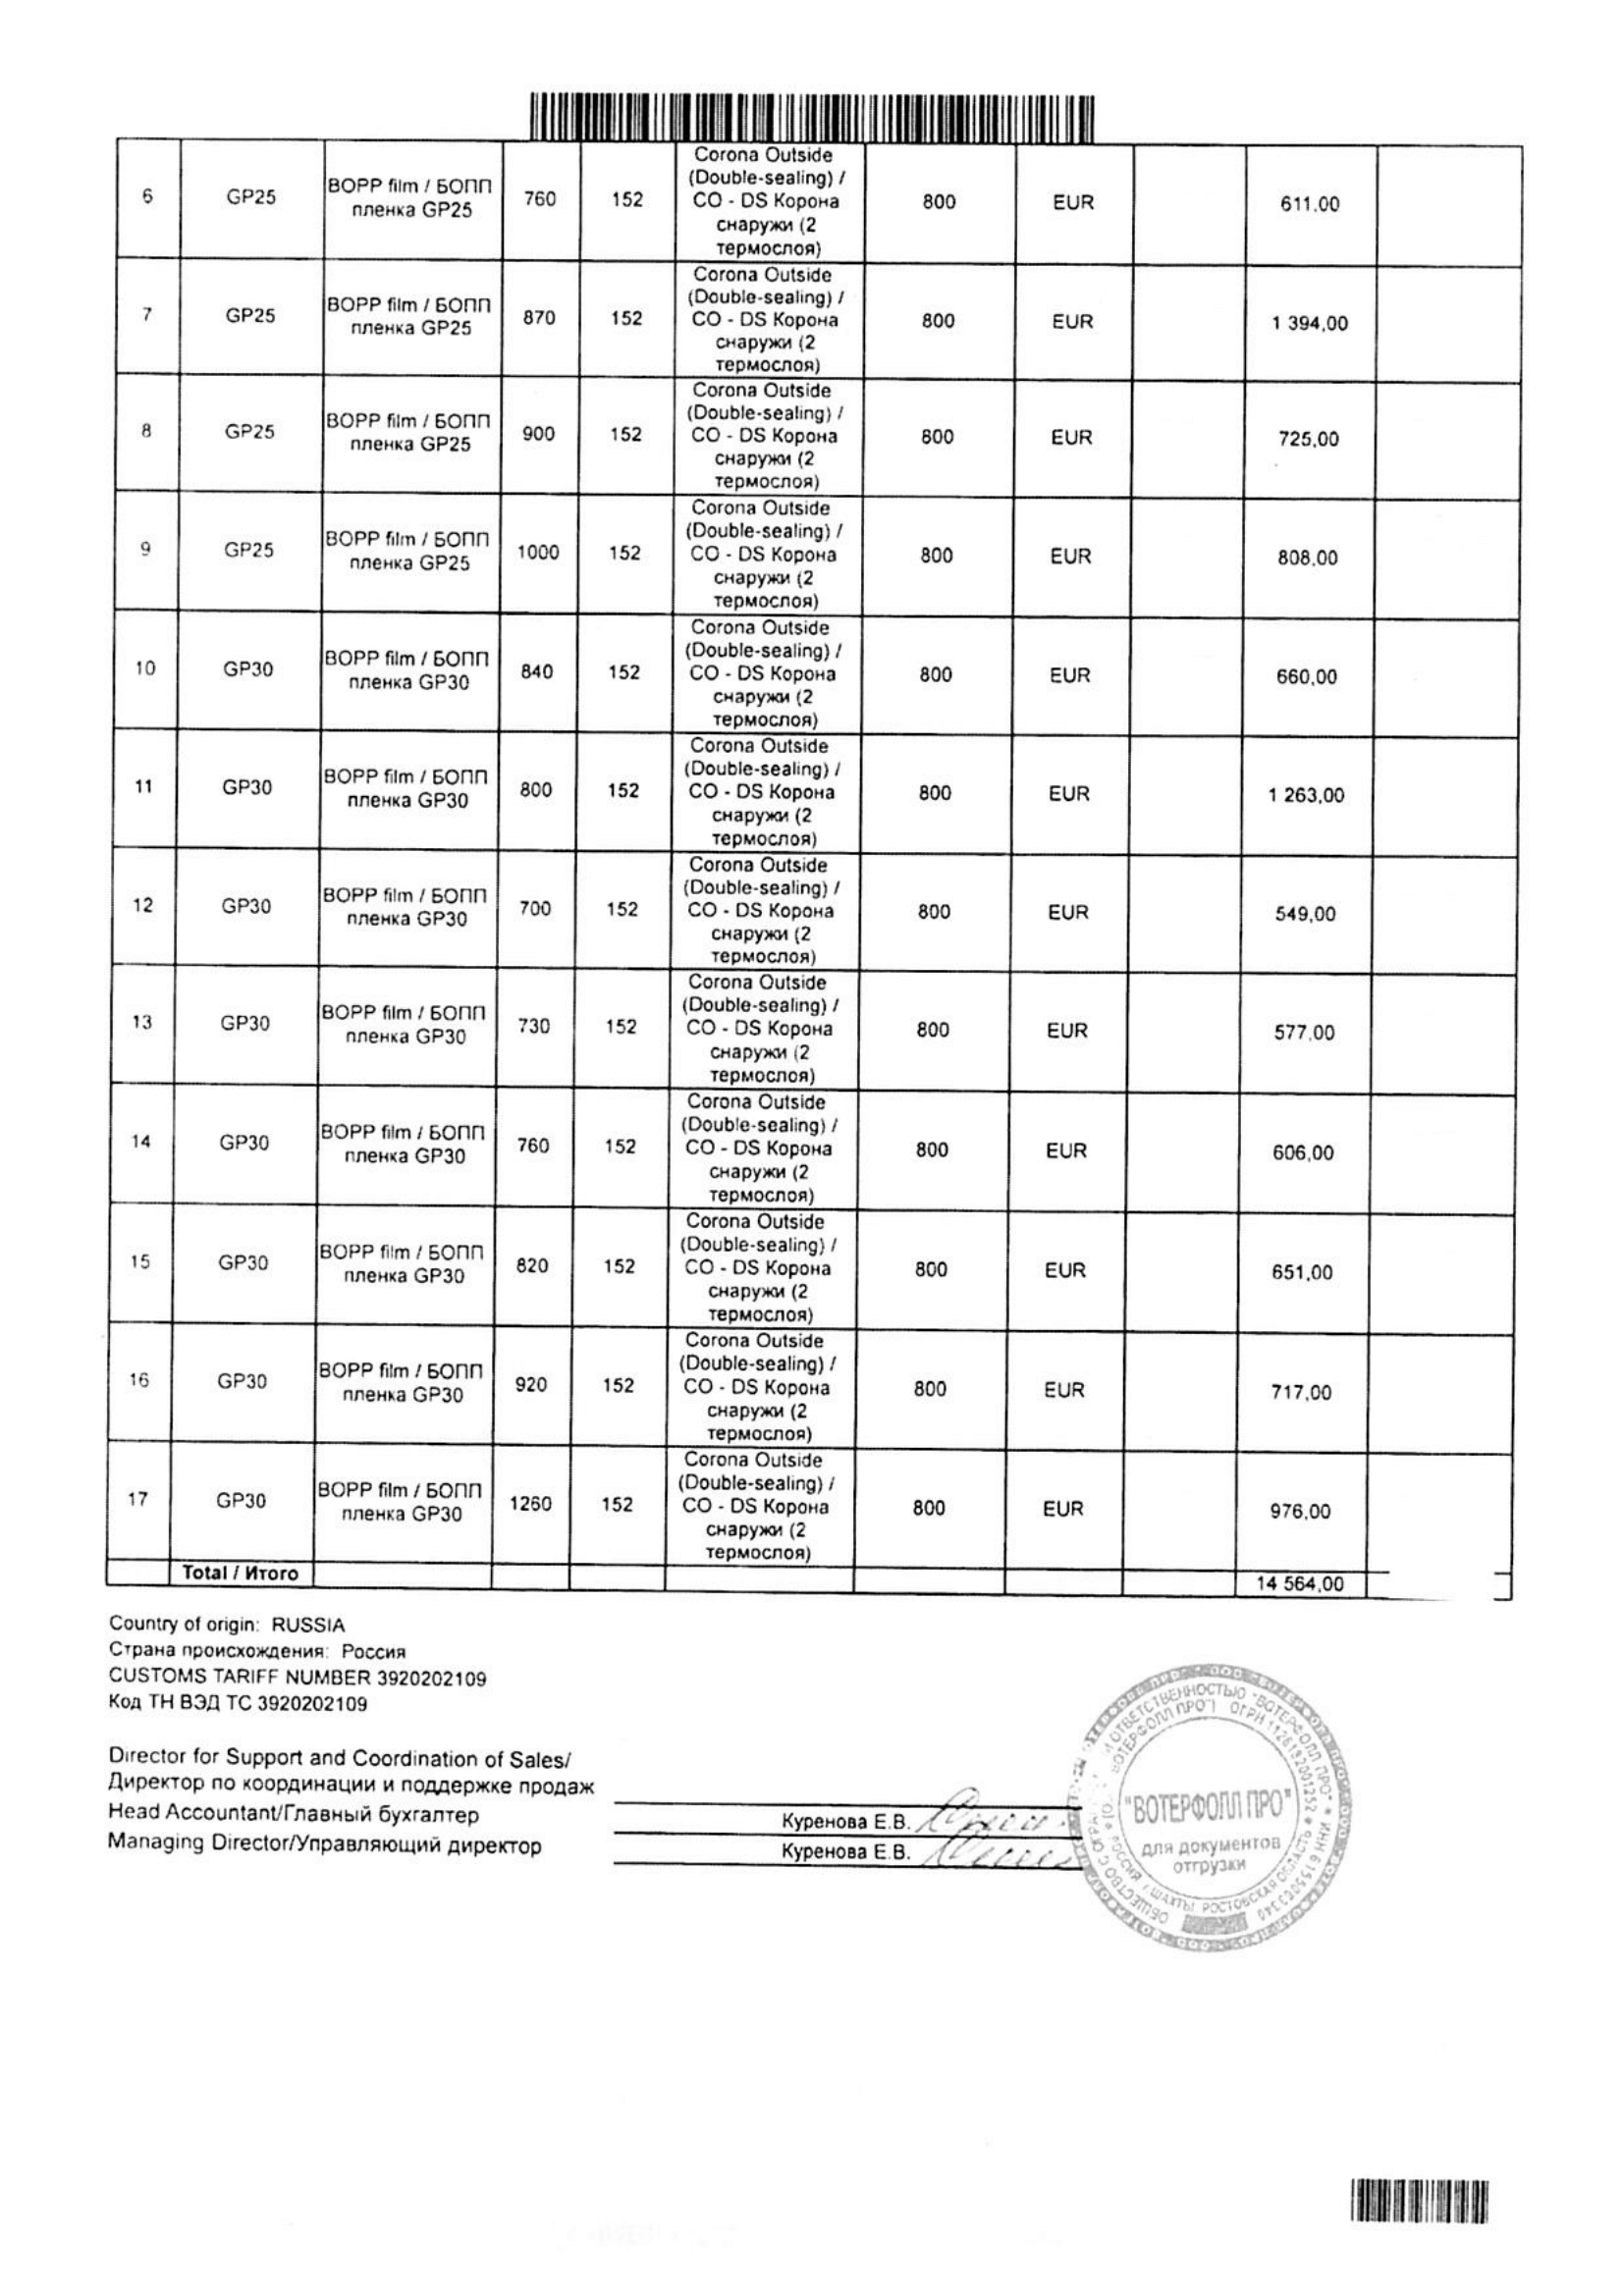 6 GP25 BOPP film / БОПП пленка GP25 760 152 Corona Outside (Double-sealing) / CO - DS Корона снаружи (2 термослоя) 800 EUR 611,00
7 GP25 BOPP film / БОПП пленка GP25 870 152 Corona Outside (Double-sealing) / CO - DS Корона снаружи (2 термослоя) 800 EUR 1 394,00
8 GP25 BOPP film / БОПП пленка GP25 900 152 Corona Outside (Double-sealing) / CO - DS Корона снаружи (2 термослоя) 800 EUR 725,00
9 GP25 BOPP film / БОПП пленка GP25 1000 152 Corona Outside (Double-sealing) / CO - DS Корона снаружи (2 термослоя) 800 EUR 808,00
10 GP30 BOPP film / БОПП пленка GP30 840 152 Corona Outside (Double-sealing) / CO - DS Корона снаружи (2 термослоя) 800 EUR 660,00
11 GP30 BOPP film / БОПП пленка GP30 800 152 Corona Outside (Double-sealing) / CO - DS Корона снаружи (2 термослоя) 800 EUR 1 263,00
12 GP30 BOPP film / БОПП пленка GP30 700 152 Corona Outside (Double-sealing) / CO - DS Корона снаружи (2 термослоя) 800 EUR 549,00
13 GP30 BOPP film / БОПП пленка GP30 730 152 Corona Outside (Double-sealing) / CO - DS Корона снаружи (2 термослоя) 800 EUR 577,00
14 GP30 BOPP film / БОПП пленка GP30 760 152 Corona Outside (Double-sealing) / CO - DS Корона снаружи (2 термослоя) 800 EUR 606,00
15 GP30 BOPP film / БОПП пленка GP30 820 152 Corona Outside (Double-sealing) / CO - DS Корона снаружи (2 термослоя) 800 EUR 651,00
16 GP30 BOPP film / БОПП пленка GP30 920 152 Corona Outside (Double-sealing) / CO - DS Корона снаружи (2 термослоя) 800 EUR 717,00
17 GP30 BOPP film / БОПП пленка GP30 1260 152 Corona Outside (Double-sealing) / CO - DS Корона снаружи (2 термослоя) 800 EUR 976,00
Total / Итого 14 564,00
Country of origin: RUSSIA
Страна происхождения: Россия
CUSTOMS TARIFF NUMBER 3920202109
Код ТН ВЭД ТС 3920202109
Director for Support and Coordination of Sales/
Директор по координации и поддержке продаж
Head Accountant/Главный бухгалтер Куренова Е.В.
Managing Director/Управляющий директор Куренова Е.В.
"ВОТЕРФОЛЛ ПРО"
для документов
отгрузки